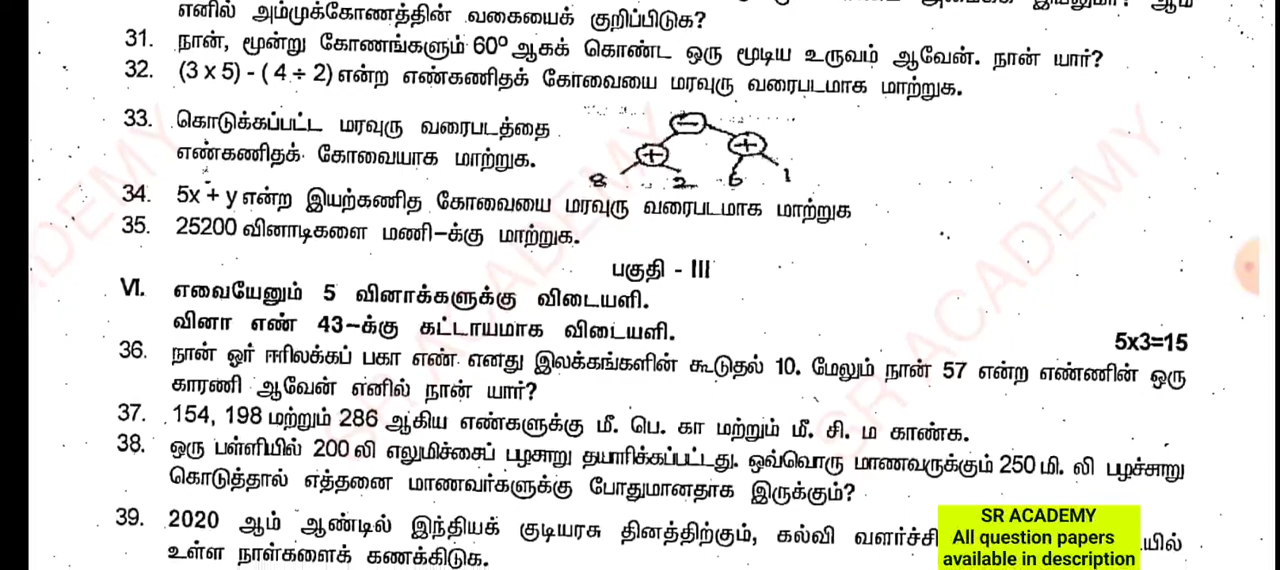 எனில் அம்முக்கோணத்தின் வகையைக் குறிப்பிடுக?
31. நான், மூன்று கோணங்களும் 60⁰ ஆகக் கொண்ட ஒரு மூடிய உருவம் ஆவேன். நான் யார்?
32. (3 x 5) - ( 4 ÷ 2) என்ற எண்கணிதக் கோவையை மரவுரு வரைபடமாக மாற்றுக.
33. கொடுக்கப்பட்ட மரவுரு வரைபடத்தை
எண்கணிதக் கோவையாக மாற்றுக.
−
+ +
8 2 6 1
34. 5x + y என்ற இயற்கணித கோவையை மரவுரு வரைபடமாக மாற்றுக
35. 25200 வினாடிகளை மணி–க்கு மாற்றுக.
பகுதி - III
VI. எவையேனும் 5 வினாக்களுக்கு விடையளி.
வினா எண் 43–க்கு கட்டாயமாக விடையளி.
5x3=15
36. நான் ஓர் ஈரிலக்கப் பகா எண் எனது இலக்கங்களின் கூடுதல் 10. மேலும் நான் 57 என்ற எண்ணின் ஒரு
காரணி ஆவேன் எனில் நான் யார்?
37. 154, 198 மற்றும் 286 ஆகிய எண்களுக்கு மீ. பெ. கா மற்றும் மீ. சி. ம காண்க.
38. ஒரு பள்ளியில் 200 லி எலுமிச்சைப் பழசாறு தயாரிக்கப்பட்டது. ஒவ்வொரு மாணவருக்கும் 250 மி. லி பழச்சாறு
கொடுத்தால் எத்தனை மாணவர்களுக்கு போதுமானதாக இருக்கும்?
39. 2020 ஆம் ஆண்டில் இந்தியக் குடியரசு தினத்திற்கும், கல்வி
உள்ள நாள்களைக் கணக்கிடுக.
SR ACADEMY
All question papers
available in description
SR ACADEMY